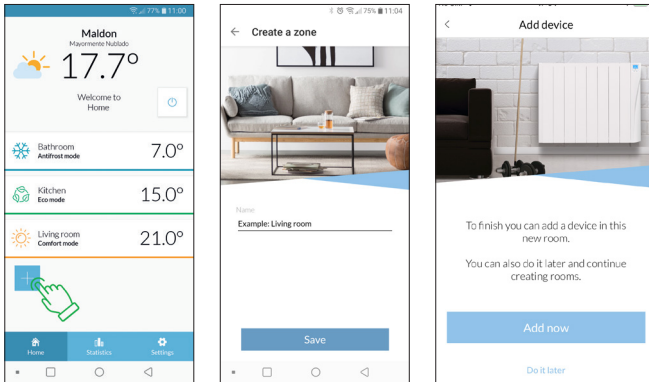 77% 11:00
Maldon
Mayormente Nublado
17.7°
Welcome to
Home
Bathroom
Antifrost mode
7.0°
Kitchen
Eco mode
15.0°
Living room
Comfort mode
21.0°
+
Home
Statistics
Settings
75% 11:04
Create a zone
Name
Example: Living room
Save
Add device
To finish you can add a device in this
new room.
You can also do it later and continue
creating rooms.
Add now
Do it later